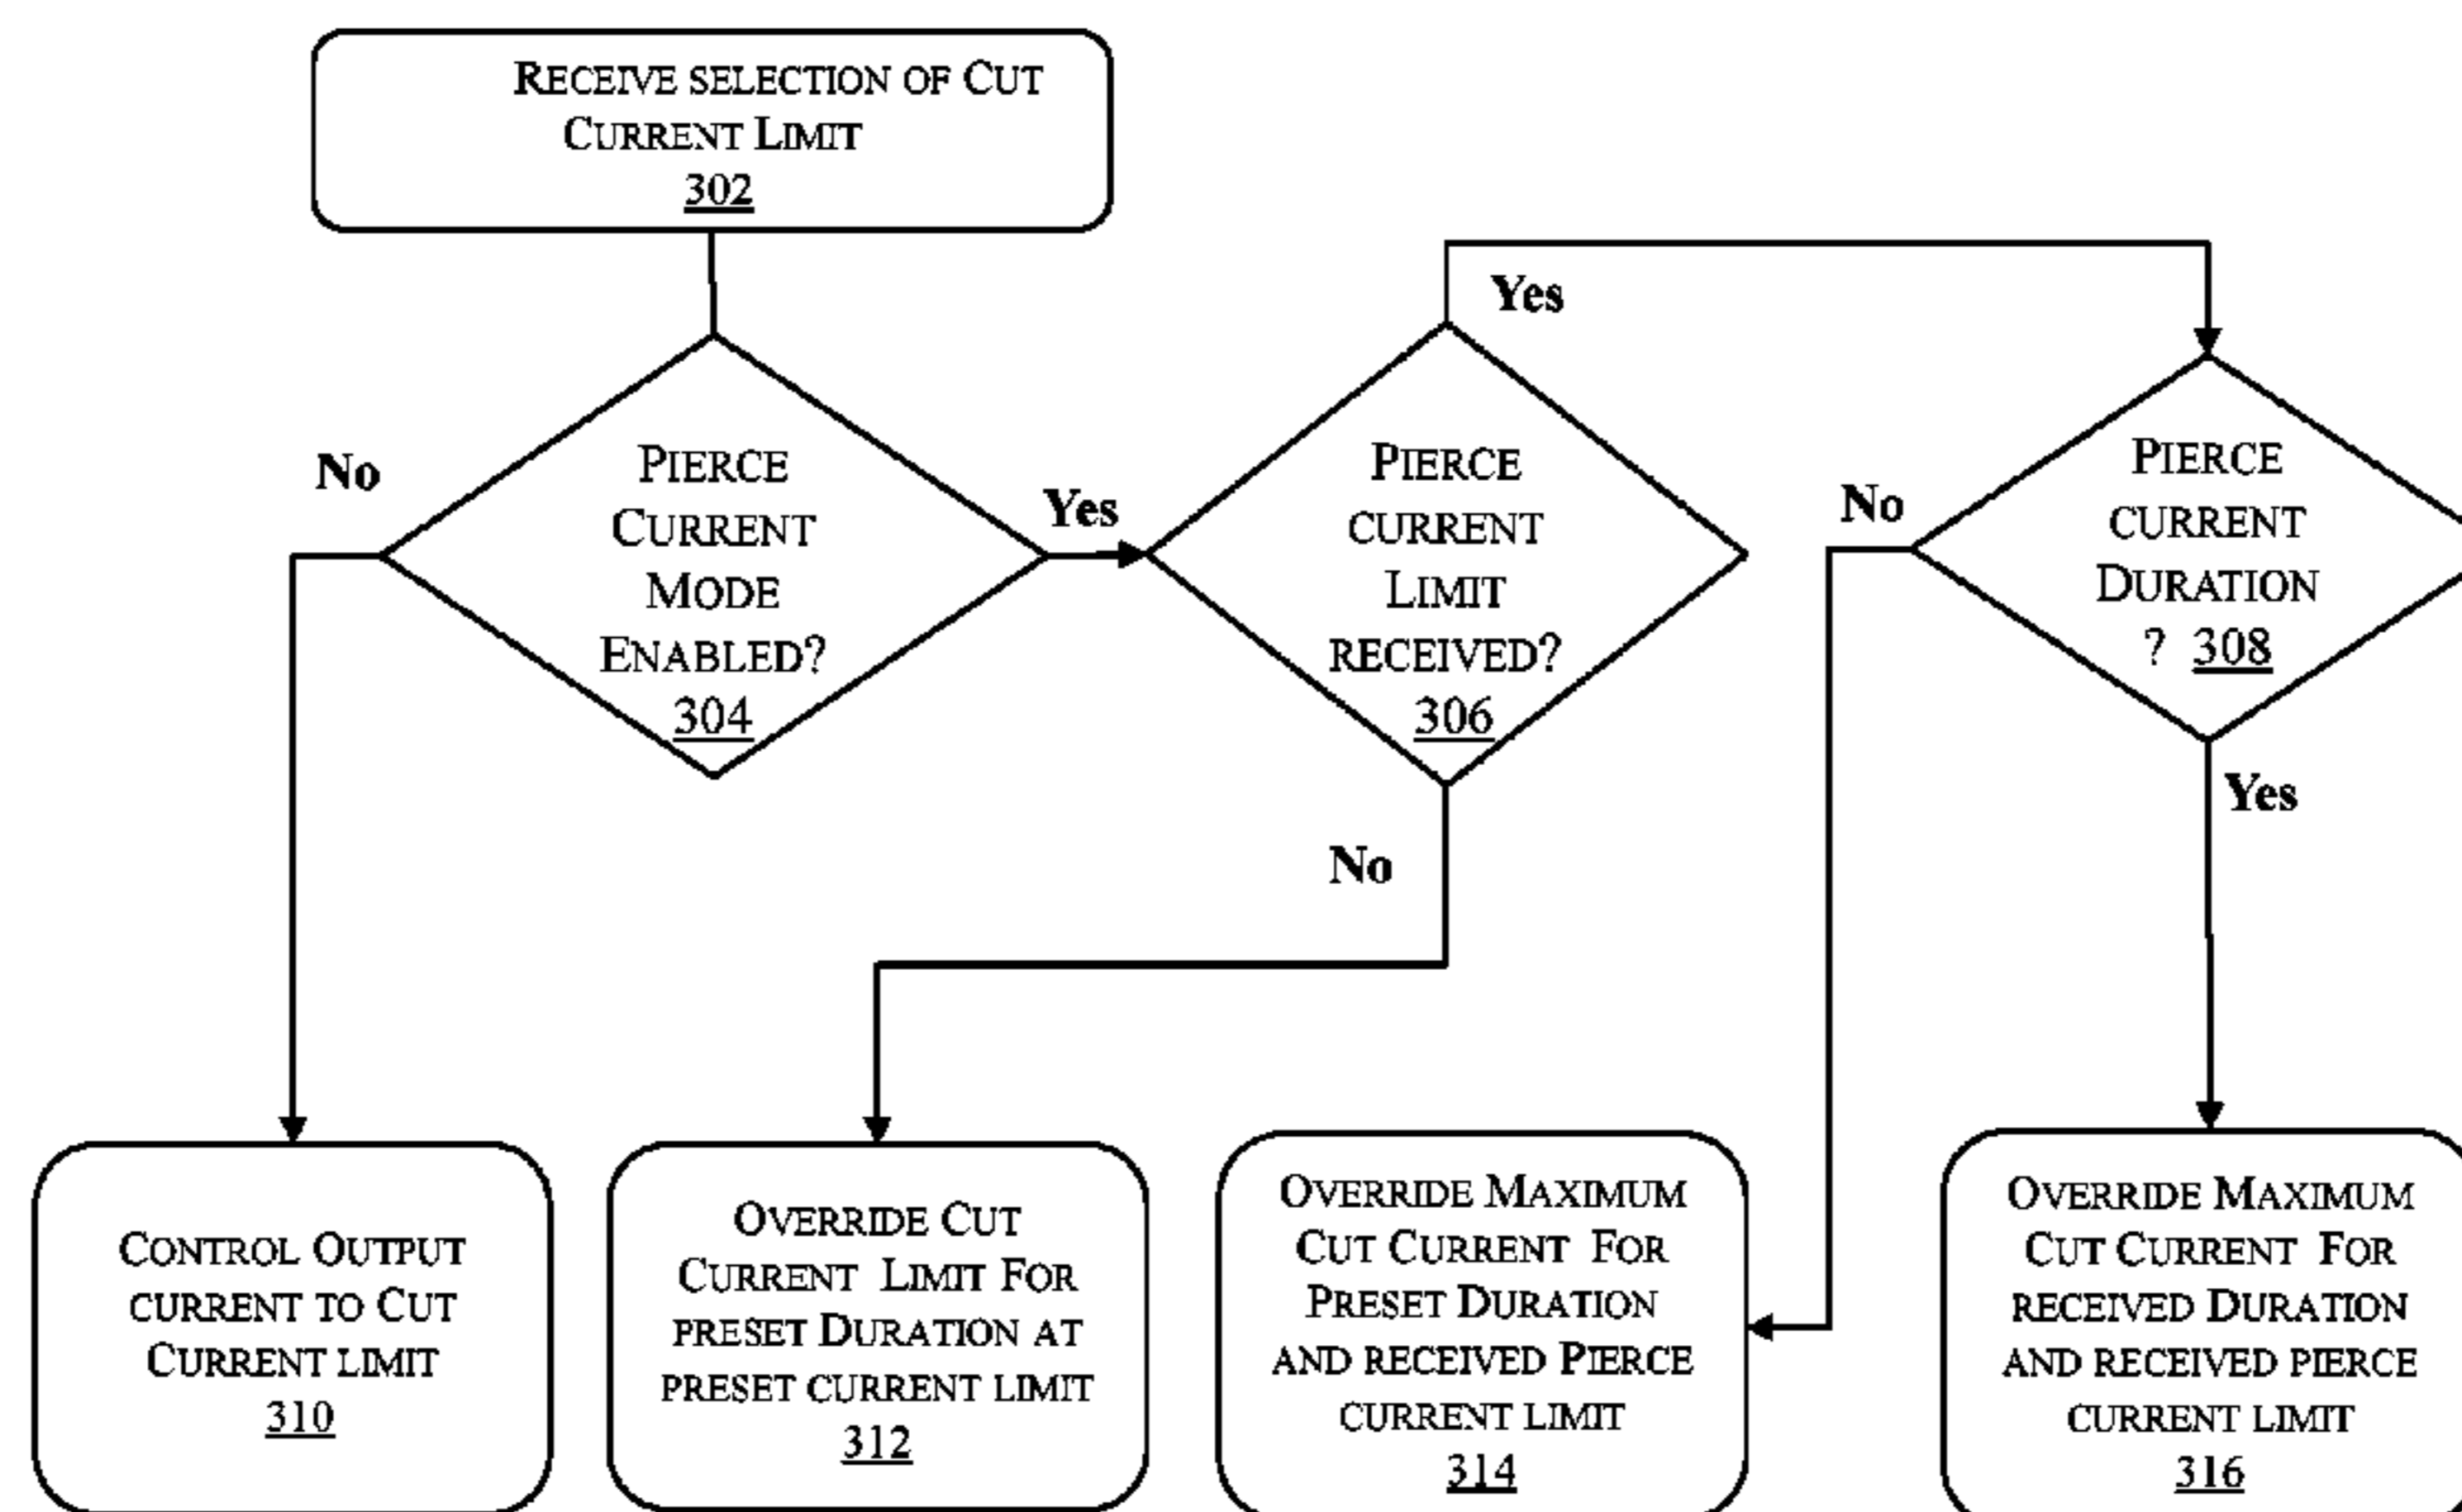 RECEIVE SELECTION OF CUT
CURRENT LIMIT
302
Yes
No
PIERCE
CURRENT
MODE
ENABLED?
304
Yes
PIERCE
CURRENT
LIMIT
RECEIVED?
306
No
PIERCE
CURRENT
DURATION
? 308
Yes
No
CONTROL OUTPUT
CURRENT TO CUT
CURRENT LIMIT
310
OVERRIDE CUT
CURRENT LIMIT FOR
PRESET DURATION AT
PRESET CURRENT LIMIT
312
OVERRIDE MAXIMUM
CUT CURRENT FOR
PRESET DURATION
AND RECEIVED PIERCE
CURRENT LIMIT
314
OVERRIDE MAXIMUM
CUT CURRENT FOR
RECEIVED DURATION
AND RECEIVED PIERCE
CURRENT LIMIT
316